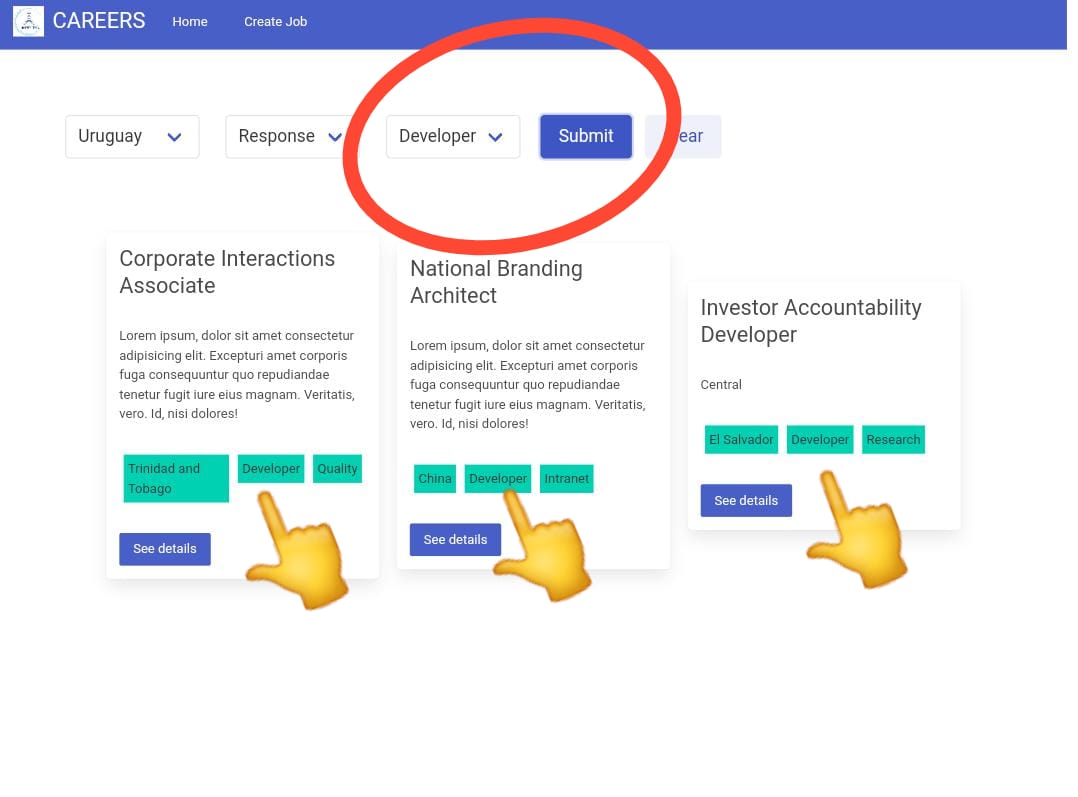 CAREERS Home Create Job
Uruguay Response Developer Submit ear
Corporate Interactions
Associate
Lorem ipsum, dolor sit amet consectetur
adipisicing elit. Excepturi amet corporis
fuga consequuntur quo repudiandae
tenetur fugit iure eius magnam. Veritatis,
vero. Id, nisi dolores!
Trinidad and
Tobago
Developer Quality
See details
National Branding
Architect
Lorem ipsum, dolor sit amet consectetur
adipisicing elit. Excepturi amet corporis
fuga consequuntur quo repudiandae
tenetur fugit iure eius magnam. Veritatis,
vero. Id, nisi dolores!
China Developer Intranet
See details
Investor Accountability
Developer
Central
El Salvador Developer Research
See details